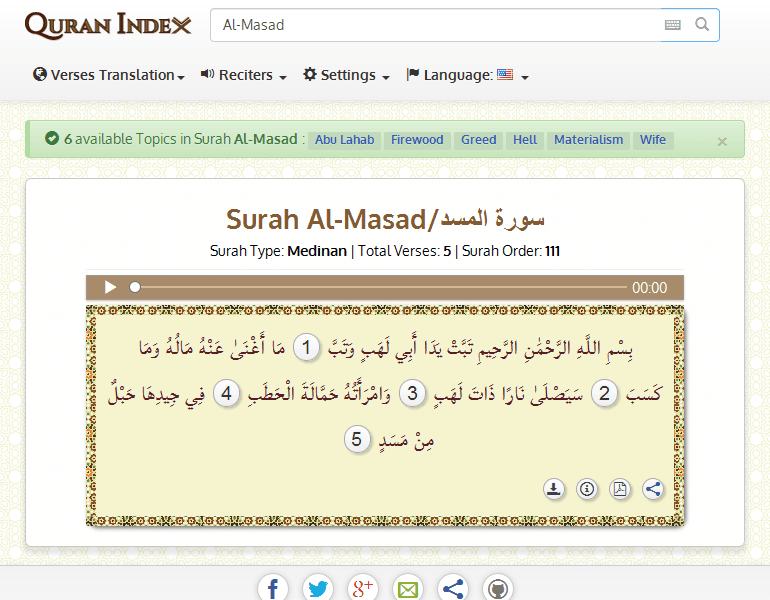 QURAN INDEX
Al-Masad
Verses Translation
Reciters
Settings
Language:
6 available Topics in Surah Al-Masad : Abu Lahab Firewood Greed Hell Materialism Wife ×
Surah Al-Masad/سورة المسد
Surah Type: Medinan | Total Verses: 5 | Surah Order: 111
00:00
بِسْمِ اللَّهِ الرَّحْمَٰنِ الرَّحِيمِ تَبَّتْ يَدَا أَبِي لَهَبٍ وَتَبَّ 1 مَا أَغْنَىٰ عَنْهُ مَالُهُ وَمَا
كَسَبَ 2 سَيَصْلَىٰ نَارًا ذَاتَ لَهَبٍ 3 وَامْرَأَتُهُ حَمَّالَةَ الْحَطَبِ 4 فِي جِيدِهَا حَبْلٌ
مِنْ مَسَدٍ 5
f
g+